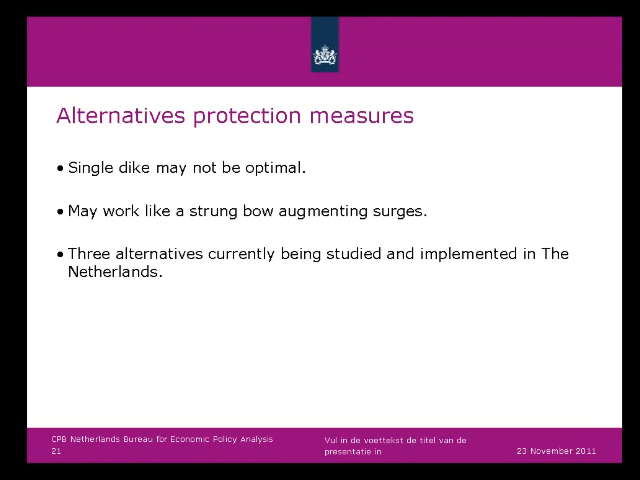 Alternatives protection measures
• Single dike may not be optimal.
• May work like a strung bow augmenting surges.
• Three alternatives currently being studied and implemented in The
Netherlands.
CPB Netherlands Bureau for Economic Policy Analysis
21
Vul in de voettekst de titel van de
presentatie in
23 November 2011